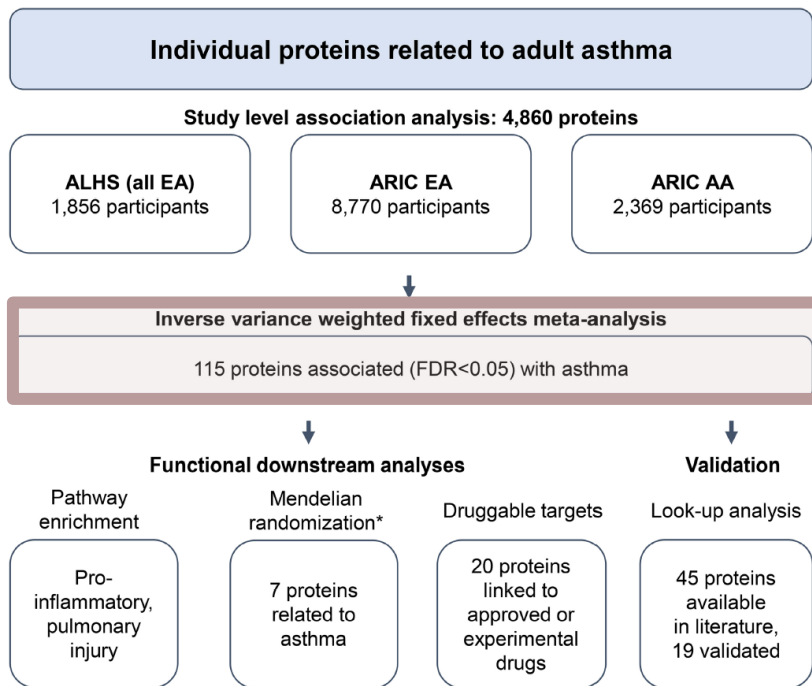 Individual proteins related to adult asthma
Study level association analysis: 4,860 proteins
ALHS (all EA)
1,856 participants
ARIC EA
8,770 participants
ARIC AA
2,369 participants
Inverse variance weighted fixed effects meta-analysis
115 proteins associated (FDR<0.05) with asthma
Functional downstream analyses
Validation
Pathway
enrichment
Mendelian
randomization*
Druggable targets
Look-up analysis
Pro-
inflammatory,
pulmonary
injury
7 proteins
related to
asthma
20 proteins
linked to
approved or
experimental
drugs
45 proteins
available
in literature,
19 validated